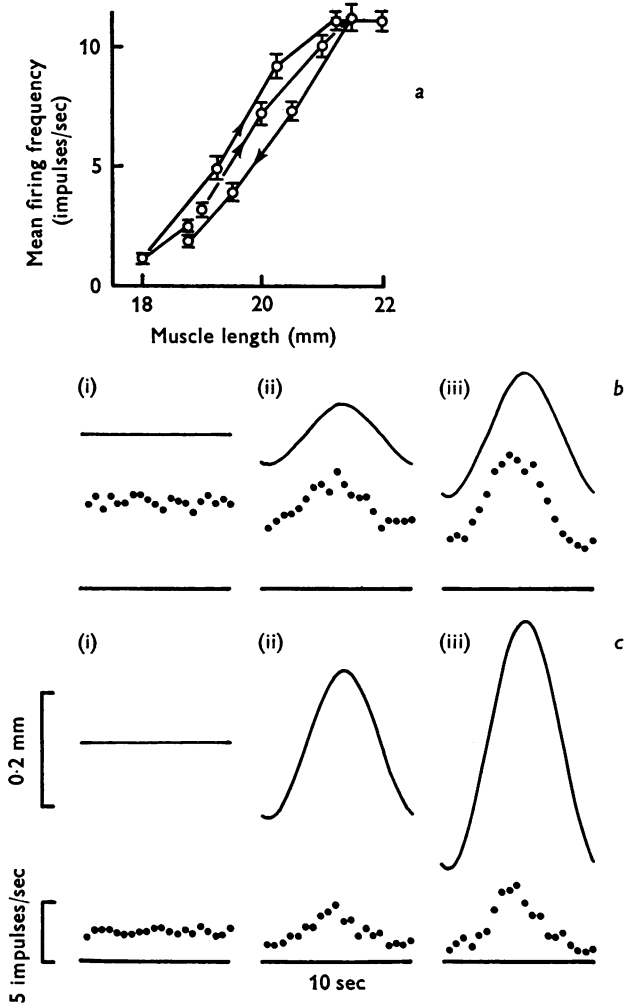 10
5
0
Mean firing frequency
(impulses/sec)
a
18 20 22
Muscle length (mm)
(i) (ii) (iii) b
(i) (ii) (iii) c
0·2 mm
5 impulses/sec
10 sec